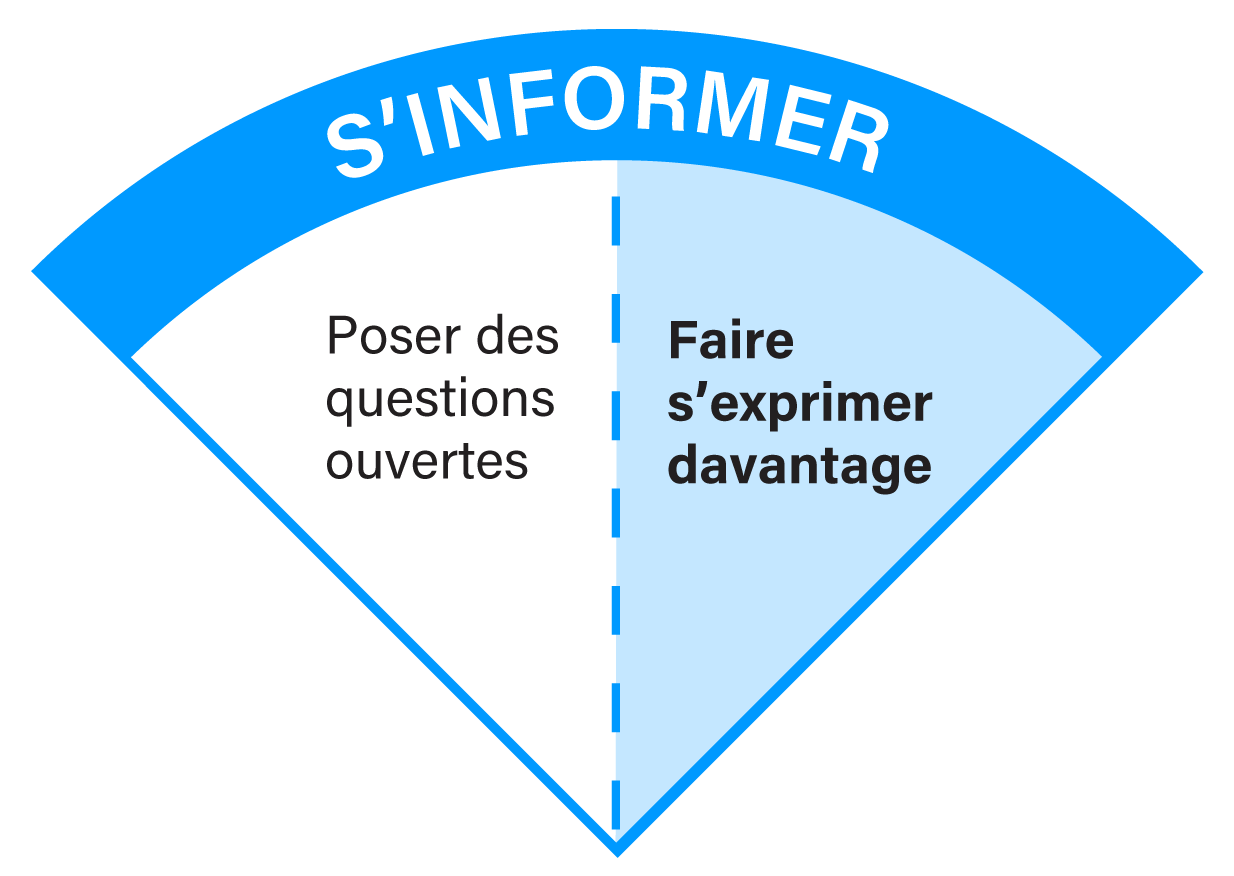 S’INFORMER
Poser des
questions
ouvertes
Faire
s’exprimer
davantage